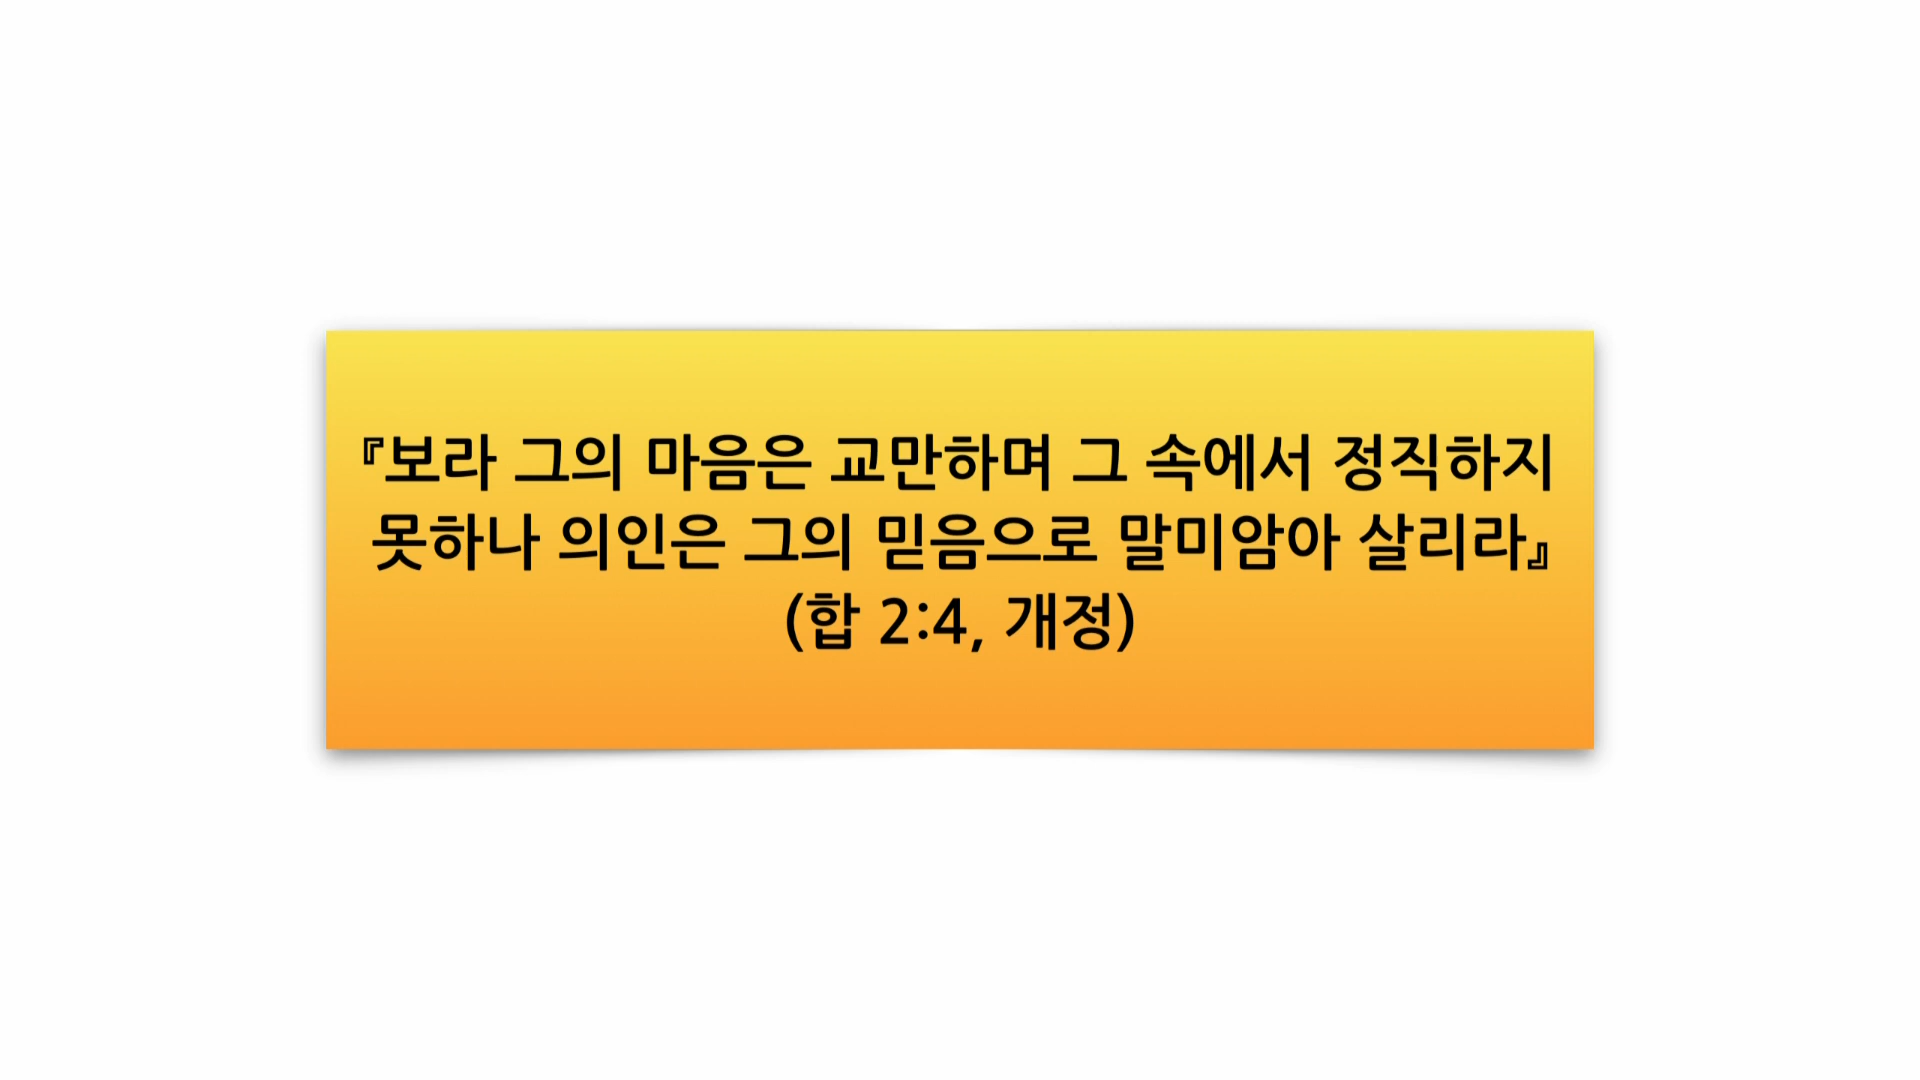 『보라 그의 마음은 교만하며 그 속에서 정직하지
못하나 의인은 그의 믿음으로 말미암아 살리라』
(합 2:4, 개정)